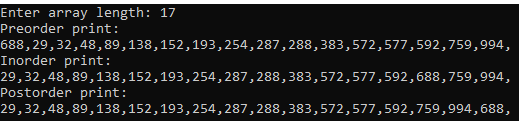 Enter array length: 17
Preorder print:
688,29,32,48,89,138,152,193,254,287,288,383,572,577,592,759,994,
Inorder print:
29,32,48,89,138,152,193,254,287,288,383,572,577,592,688,759,994,
Postorder print:
29,32,48,89,138,152,193,254,287,288,383,572,577,592,759,994,688,